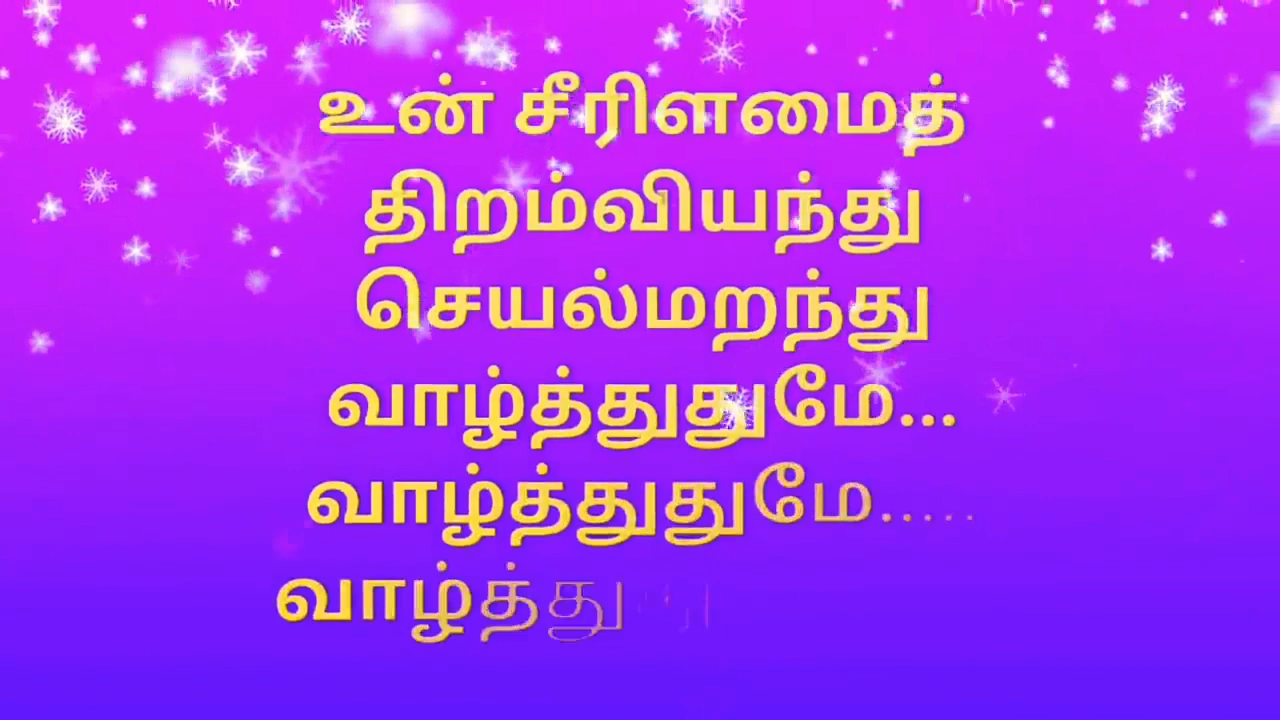 உன் சீரிளமைத்
திறம்வியந்து
செயல்மறந்து
வாழ்த்துதுமே...
வாழ்த்துதுமே.....
வாழ்த்து